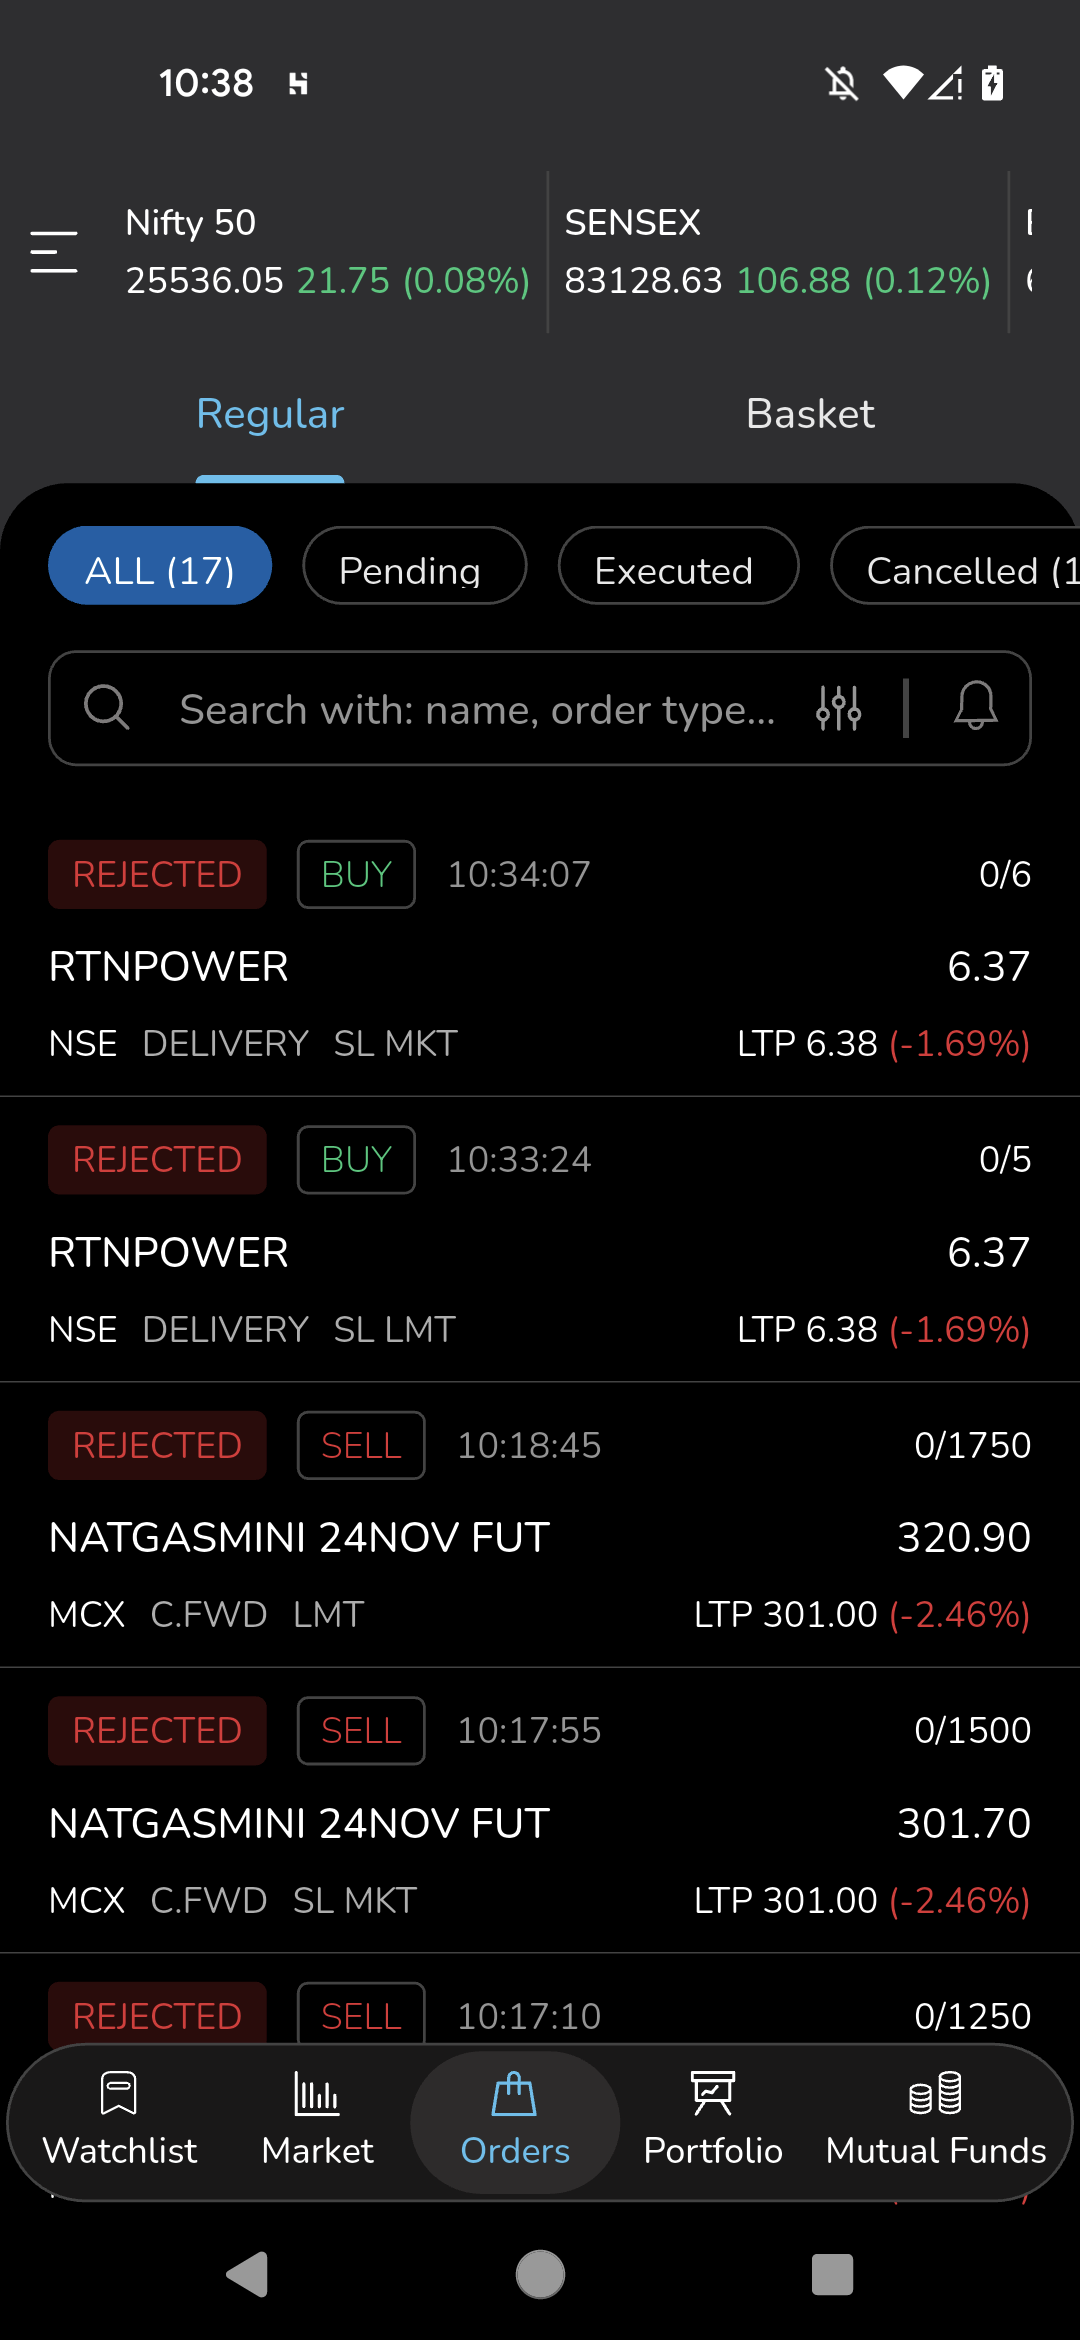 10:38
Nifty 50
25536.05 21.75 (0.08%)
SENSEX
83128.63 106.88 (0.12%)
Regular
Basket
ALL (17)
Pending
Executed
Cancelled (1
Search with: name, order type...
REJECTED BUY 10:34:07 0/6
RTNPOWER 6.37
NSE DELIVERY SL MKT LTP 6.38 (-1.69%)
REJECTED BUY 10:33:24 0/5
RTNPOWER 6.37
NSE DELIVERY SL LMT LTP 6.38 (-1.69%)
REJECTED SELL 10:18:45 0/1750
NATGASMINI 24NOV FUT 320.90
MCX C.FWD LMT LTP 301.00 (-2.46%)
REJECTED SELL 10:17:55 0/1500
NATGASMINI 24NOV FUT 301.70
MCX C.FWD SL MKT LTP 301.00 (-2.46%)
REJECTED SELL 10:17:10 0/1250
Watchlist
Market
Orders
Portfolio
Mutual Funds